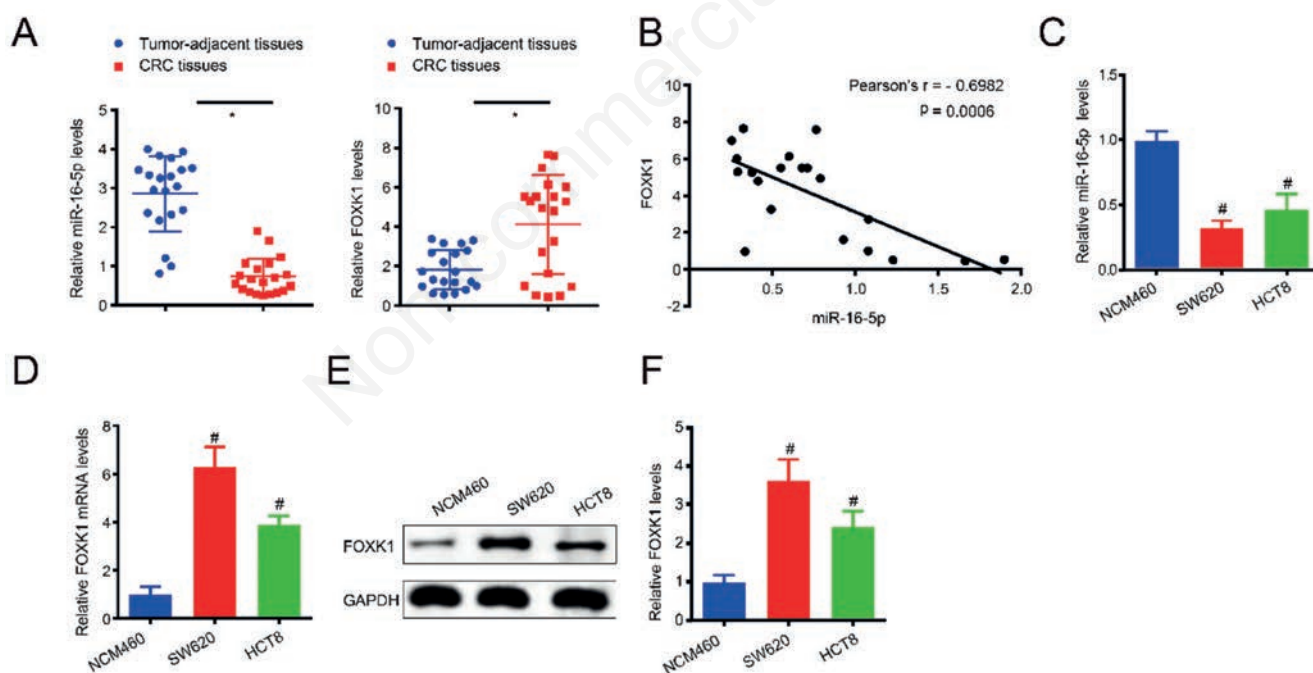 A
Tumor-adjacent tissues
CRC tissues
Relative miR-16-5p levels
5
4
3
2
1
0
*
Tumor-adjacent tissues
CRC tissues
Relative FOXK1 levels
10
8
6
4
2
0
*
B
Pearson's r = - 0.6982
P = 0.0006
FOXK1
10
8
6
4
2
0
-2
0.5
1.0
1.5
2.0
miR-16-5p
C
Relative miR-16-5p levels
1.5
1.0
0.5
0.0
#
#
NCM460
SW620
HCT8
D
Relative FOXK1 mRNA levels
8
6
4
2
0
#
#
NCM460
SW620
HCT8
E
NCM460
SW620
HCT8
FOXK1
GAPDH
F
Relative FOXK1 levels
5
4
3
2
1
0
#
#
NCM460
SW620
HCT8